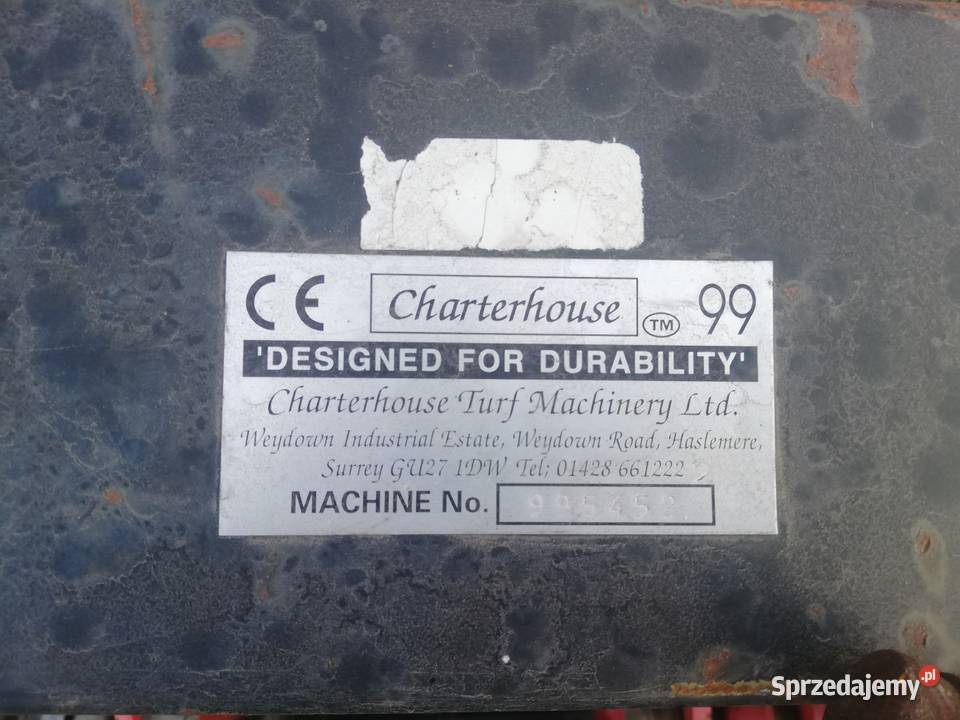 CE Charterhouse TM 99
'DESIGNED FOR DURABILITY'
Charterhouse Turf Machinery Ltd.
Weydown Industrial Estate, Weydown Road, Haslemere,
Surrey GU27 1DW Tel; 01428 661222
MACHINE No. 995452
Sprzedajemy.pl